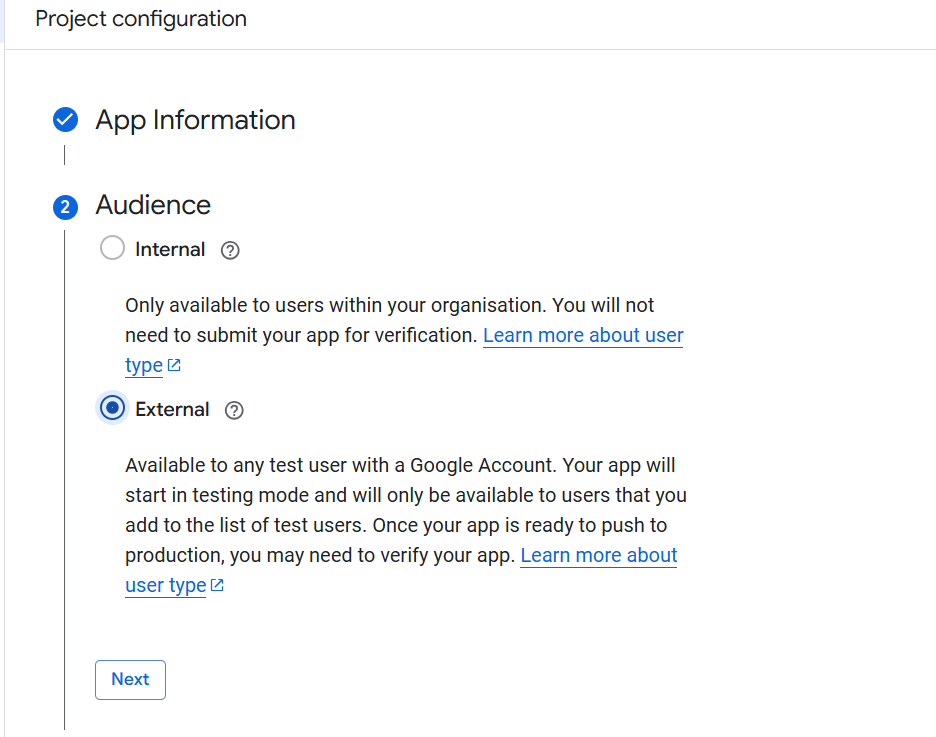 Project configuration
App Information
2 Audience
Internal
Only available to users within your organisation. You will not
need to submit your app for verification. Learn more about user
type
External
Available to any test user with a Google Account. Your app will
start in testing mode and will only be available to users that you
add to the list of test users. Once your app is ready to push to
production, you may need to verify your app. Learn more about
user type
Next